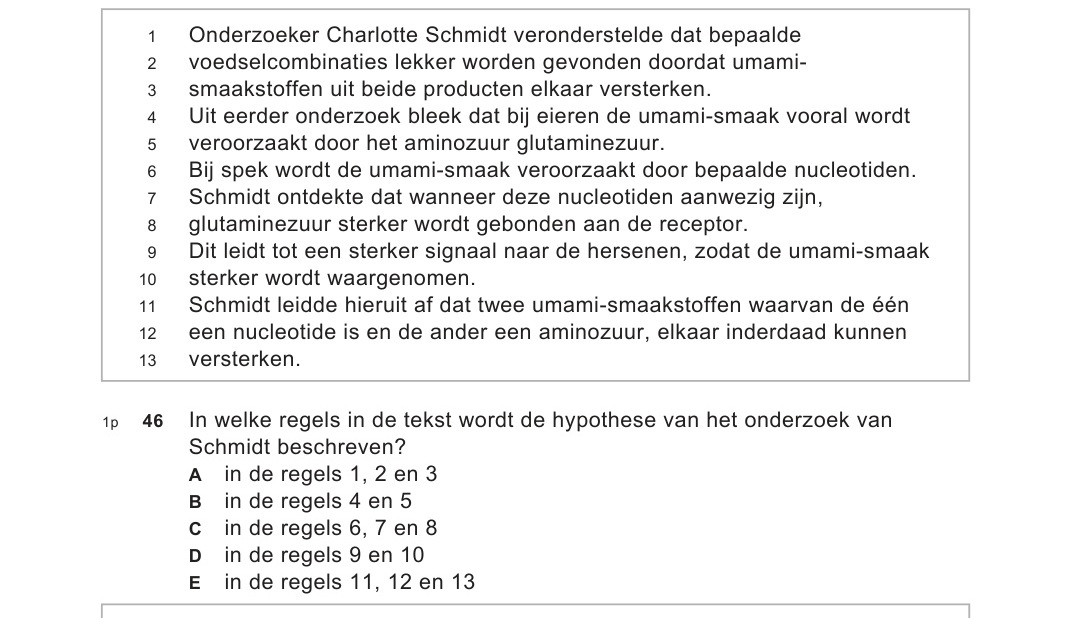 1 Onderzoeker Charlotte Schmidt veronderstelde dat bepaalde
2 voedselcombinaties lekker worden gevonden doordat umami-
3 smaakstoffen uit beide producten elkaar versterken.
4 Uit eerder onderzoek bleek dat bij eieren de umami-smaak vooral wordt
5 veroorzaakt door het aminozuur glutaminezuur.
6 Bij spek wordt de umami-smaak veroorzaakt door bepaalde nucleotiden.
7 Schmidt ontdekte dat wanneer deze nucleotiden aanwezig zijn,
8 glutaminezuur sterker wordt gebonden aan de receptor.
9 Dit leidt tot een sterker signaal naar de hersenen, zodat de umami-smaak
10 sterker wordt waargenomen.
11 Schmidt leidde hieruit af dat twee umami-smaakstoffen waarvan de één
12 een nucleotide is en de ander een aminozuur, elkaar inderdaad kunnen
13 versterken.
1p 46 In welke regels in de tekst wordt de hypothese van het onderzoek van
Schmidt beschreven?
A in de regels 1, 2 en 3
B in de regels 4 en 5
C in de regels 6, 7 en 8
D in de regels 9 en 10
E in de regels 11, 12 en 13